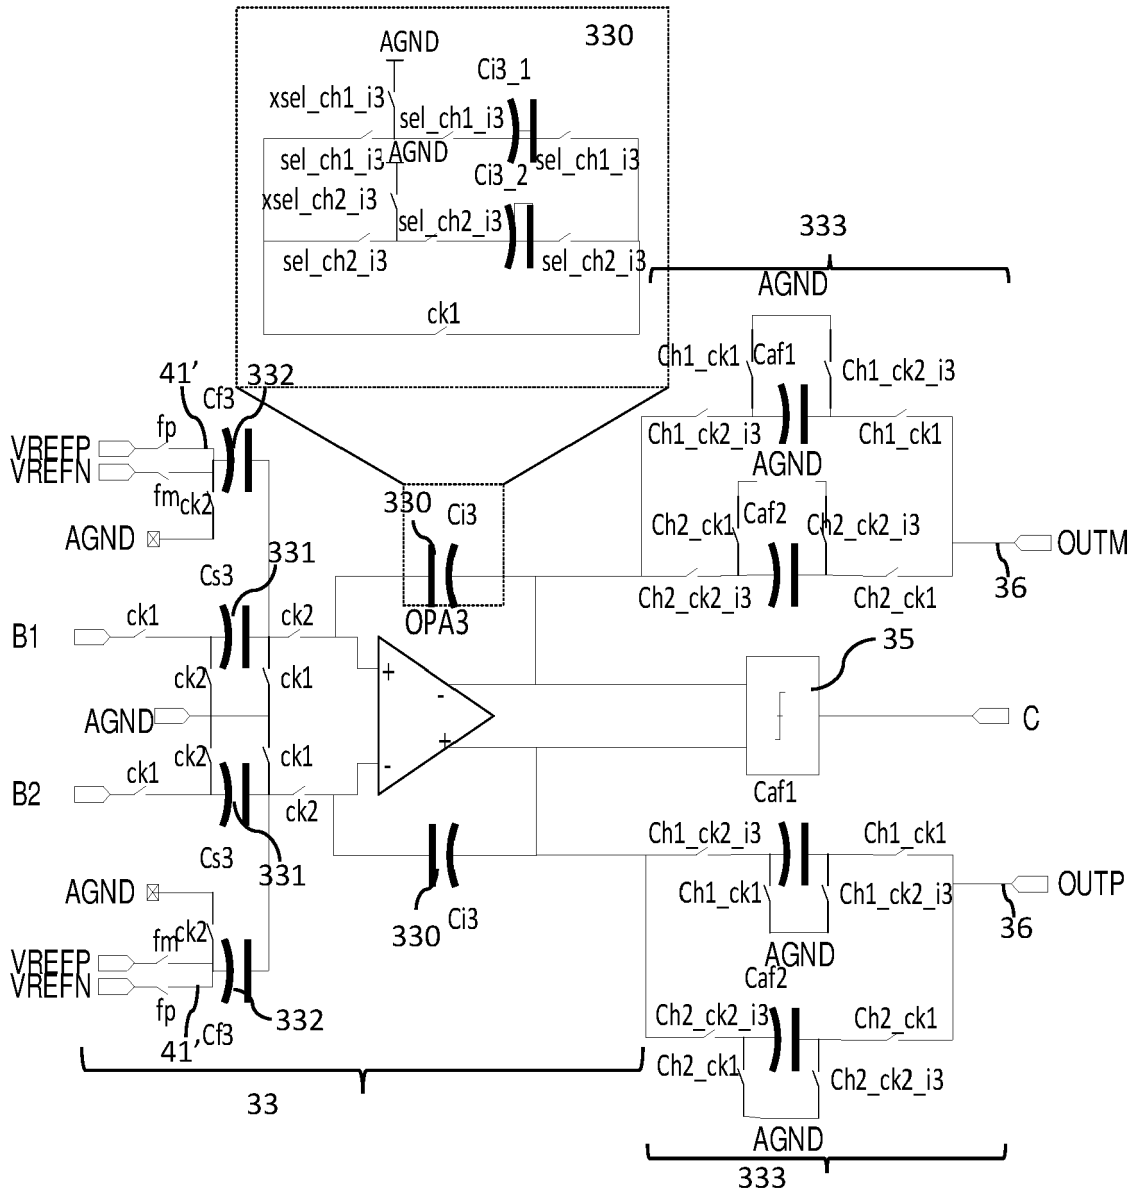 330
AGND
Ci3_1
xsel_ch1_i3
sel_ch1_i3
sel_ch1_i3
AGND
sel_ch1_i3
Ci3_2
xsel_ch2_i3
sel_ch2_i3
sel_ch2_i3
sel_ch2_i3
ck1
333
AGND
Ch1_ck1
Caf1
Ch1_ck2_i3
Ch1_ck2_i3
Ch1_ck1
AGND
Ch2_ck1
Caf2
Ch2_ck2_i3
Ch2_ck2_i3
Ch2_ck1
OUTM
36
41’
332
Cf3
fp
VREFP
VREFN
fm
ck2
AGND
330
Ci3
OPA3
331
Cs3
B1
ck1
ck2
+
-
ck2
ck1
35
AGND
C
ck2
ck1
+
-
B2
ck1
ck2
Cs3
331
Caf1
Ch1_ck2_i3
Ch1_ck1
Ch1_ck1
Ch1_ck2_i3
OUTP
36
AGND
AGND
330
Ci3
ck2
fm
VREFP
VREFN
fp
41’
Cf3
332
Caf2
Ch2_ck2_i3
Ch2_ck1
Ch2_ck1
Ch2_ck2_i3
AGND
33
333